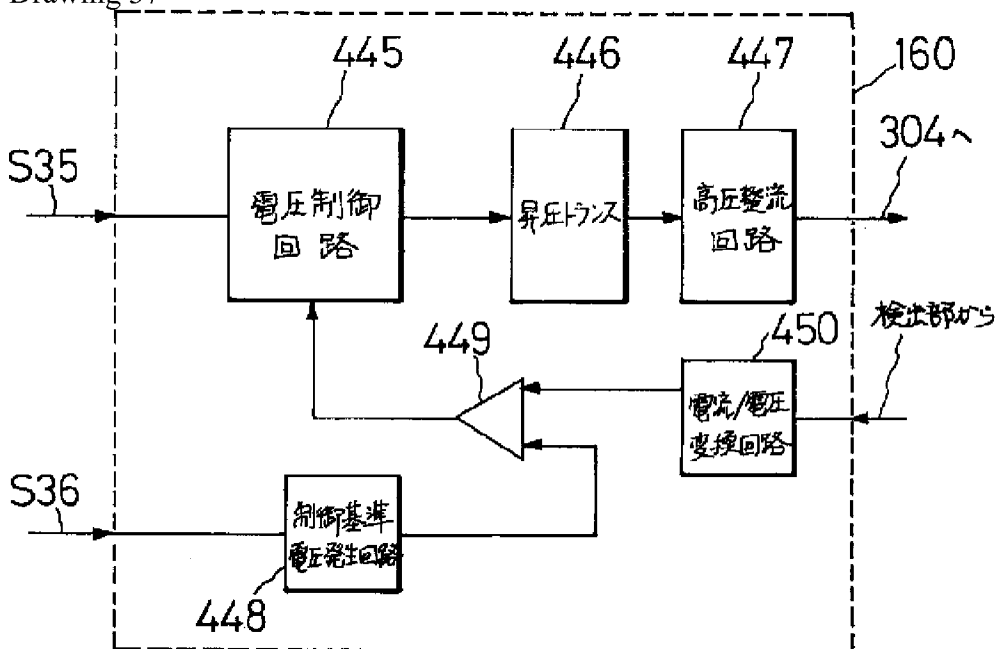 Drawing 37
445
446
447
160
304へ
S35
電圧制御
回路
昇圧トランス
高圧整流
回路
検出部から
449
450
電流/電圧
変換回路
S36
制御基準
電圧発生回路
448